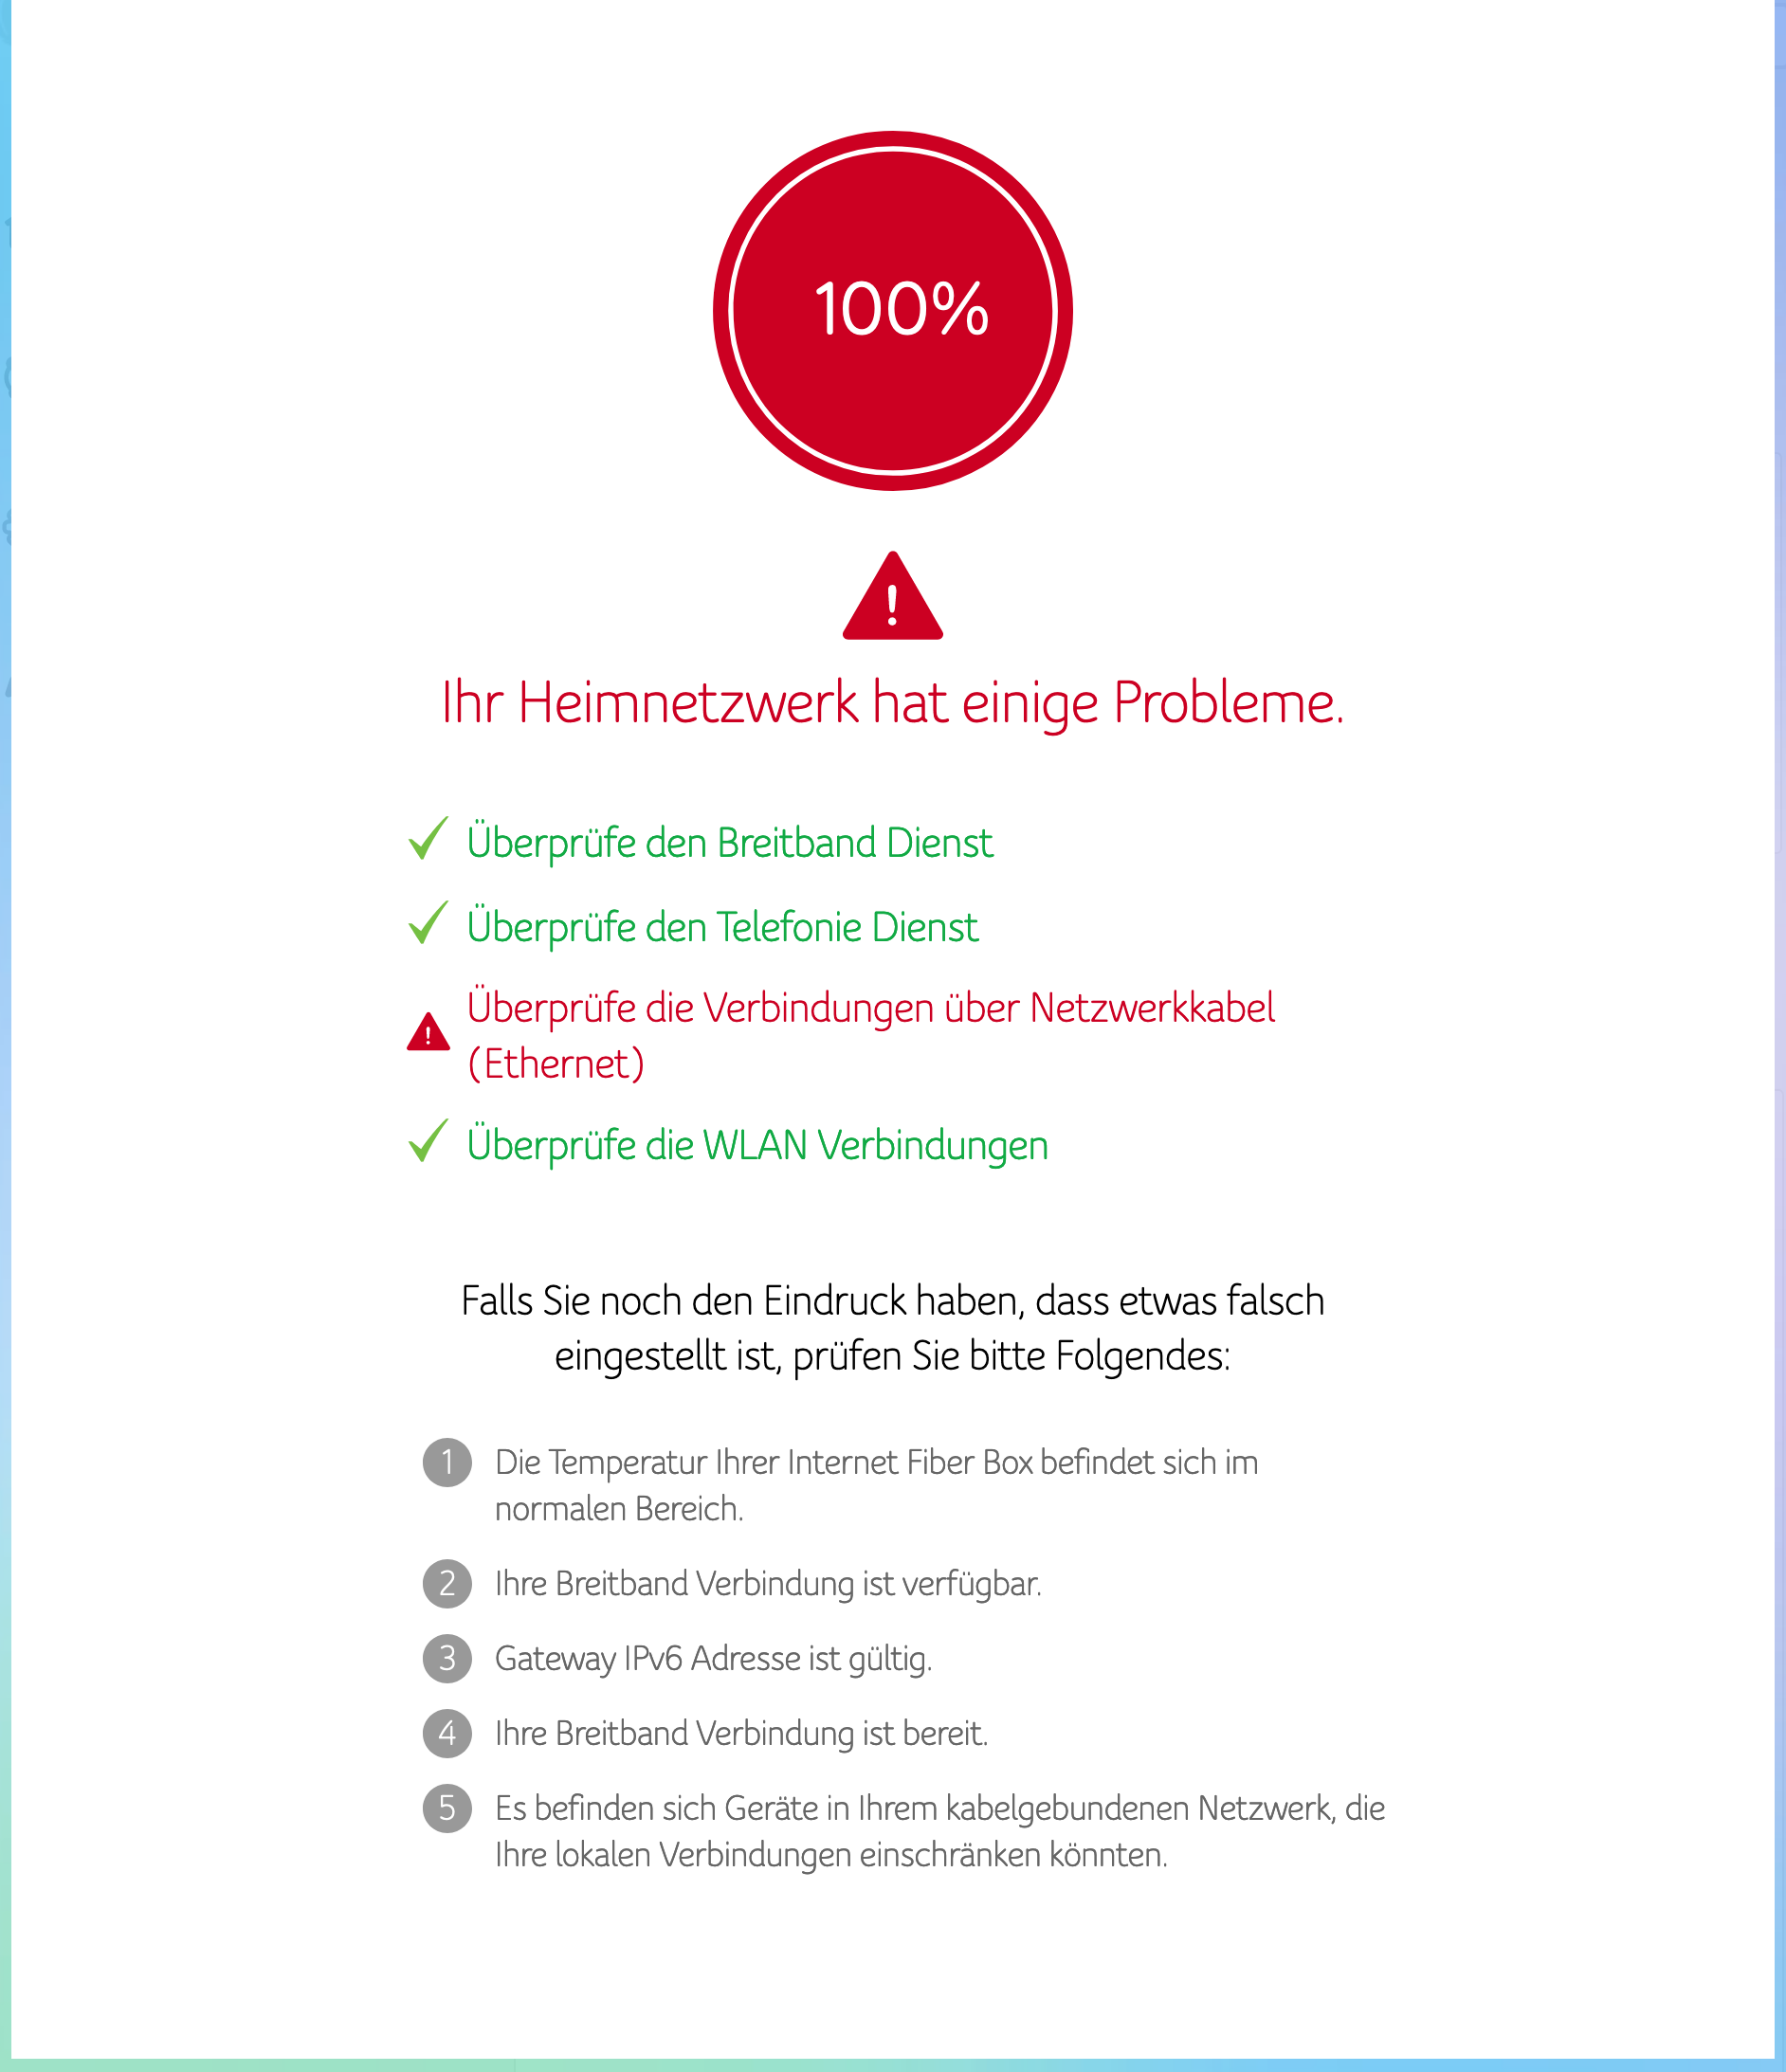 100%
Ihr Heimnetzwerk hat einige Probleme.
Überprüfe den Breitband Dienst
Überprüfe den Telefonie Dienst
Überprüfe die Verbindungen über Netzwerkkabel
(Ethernet)
Überprüfe die WLAN Verbindungen
Falls Sie noch den Eindruck haben, dass etwas falsch
eingestellt ist, prüfen Sie bitte Folgendes:
1 Die Temperatur Ihrer Internet Fiber Box befindet sich im
normalen Bereich.
2 Ihre Breitband Verbindung ist verfügbar.
3 Gateway IPv6 Adresse ist gültig.
4 Ihre Breitband Verbindung ist bereit.
5 Es befinden sich Geräte in Ihrem kabelgebundenen Netzwerk, die
Ihre lokalen Verbindungen einschränken könnten.